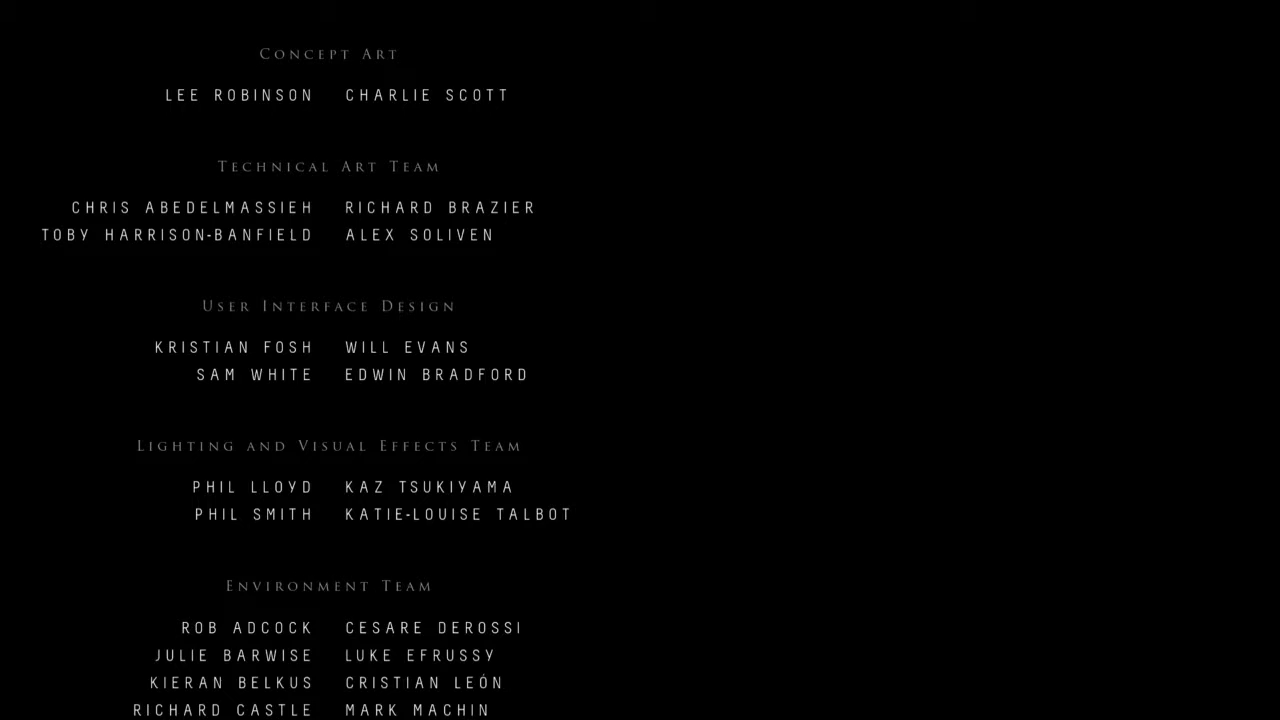 Concept Art
LEE ROBINSON CHARLIE SCOTT
Technical Art Team
CHRIS ABEDELMASSIEH RICHARD BRAZIER
TOBY HARRISON-BANFIELD ALEX SOLIVEN
User Interface Design
KRISTIAN FOSH WILL EVANS
SAM WHITE EDWIN BRADFORD
Lighting and Visual Effects Team
PHIL LLOYD KAZ TSUKIYAMA
PHIL SMITH KATIE-LOUISE TALBOT
Environment Team
ROB ADCOCK CESARE DEROSSI
JULIE BARWISE LUKE EFRUSSY
KIERAN BELKUS CRISTIAN LEÓN
RICHARD CASTLE MARK MACHIN